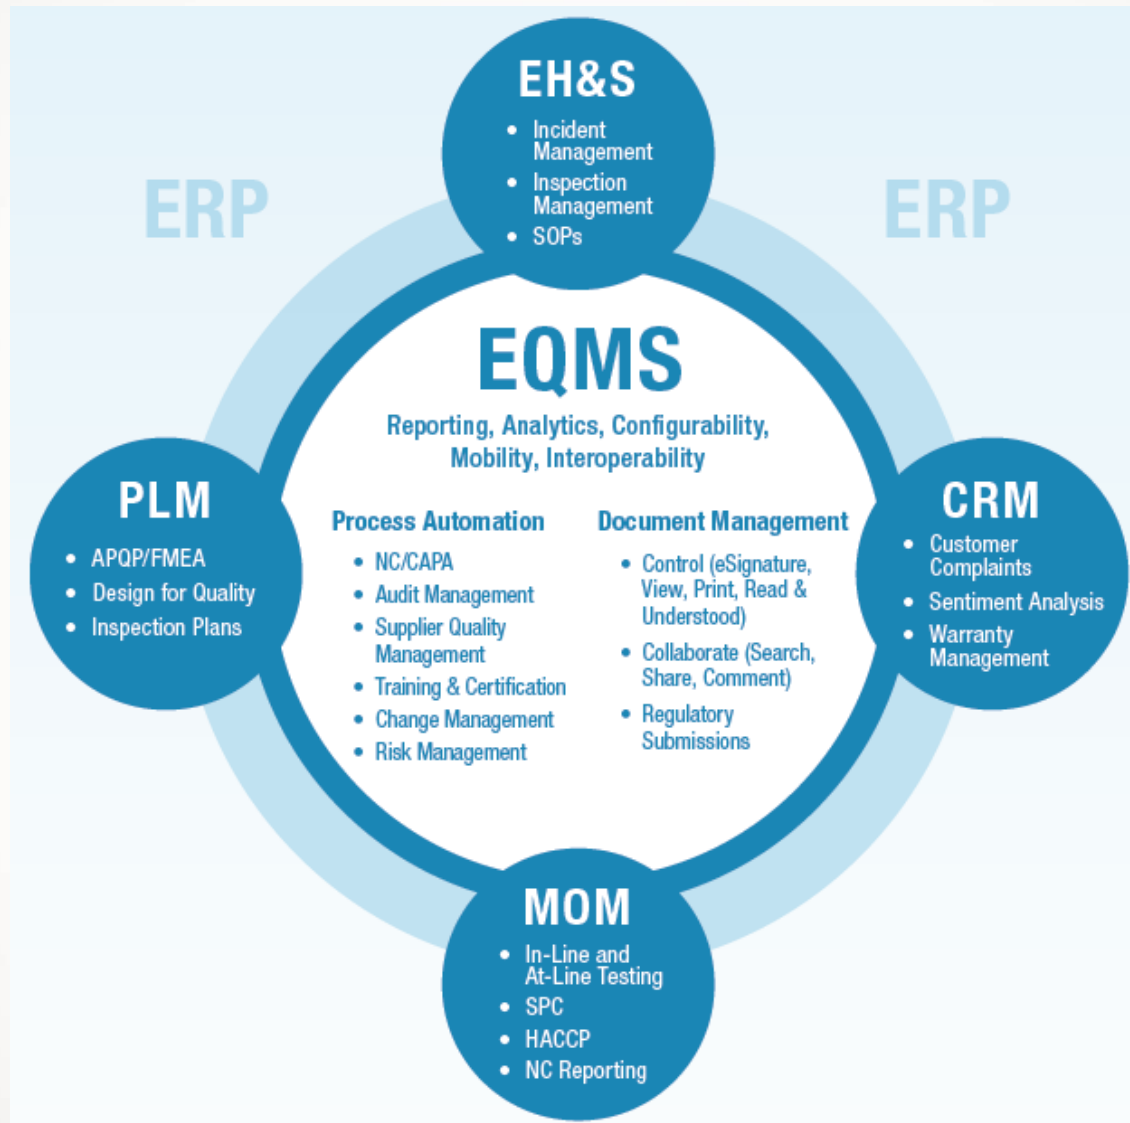 EH&S
• Incident
Management
• Inspection
Management
• SOPs
ERP
ERP
EQMS
Reporting, Analytics, Configurability,
Mobility, Interoperability
Process Automation
• NC/CAPA
• Audit Management
• Supplier Quality
Management
• Training & Certification
• Change Management
• Risk Management
Document Management
• Control (eSignature,
View, Print, Read &
Understood)
• Collaborate (Search,
Share, Comment)
• Regulatory
Submissions
PLM
• APQP/FMEA
• Design for Quality
• Inspection Plans
CRM
• Customer
Complaints
• Sentiment Analysis
• Warranty
Management
MOM
• In-Line and
At-Line Testing
• SPC
• HACCP
• NC Reporting